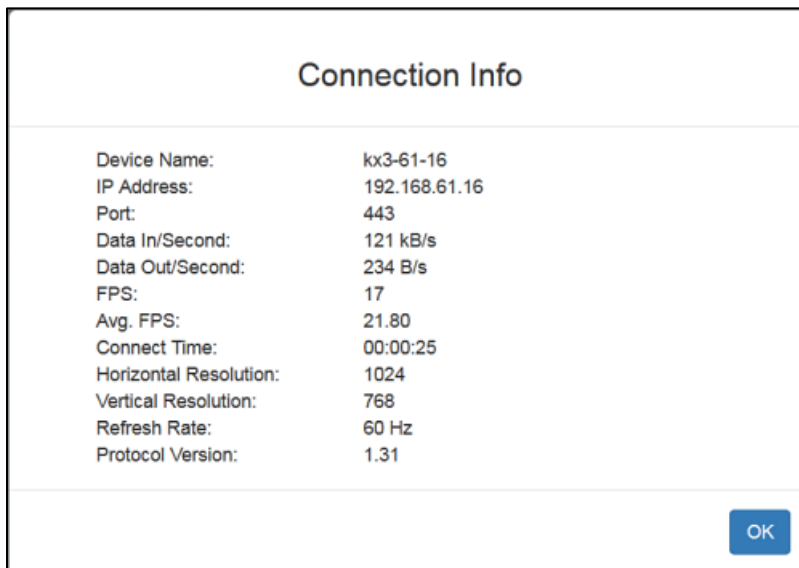 Connection Info
Device Name: kx3-61-16
IP Address: 192.168.61.16
Port: 443
Data In/Second: 121 kB/s
Data Out/Second: 234 B/s
FPS: 17
Avg. FPS: 21.80
Connect Time: 00:00:25
Horizontal Resolution: 1024
Vertical Resolution: 768
Refresh Rate: 60 Hz
Protocol Version: 1.31
OK